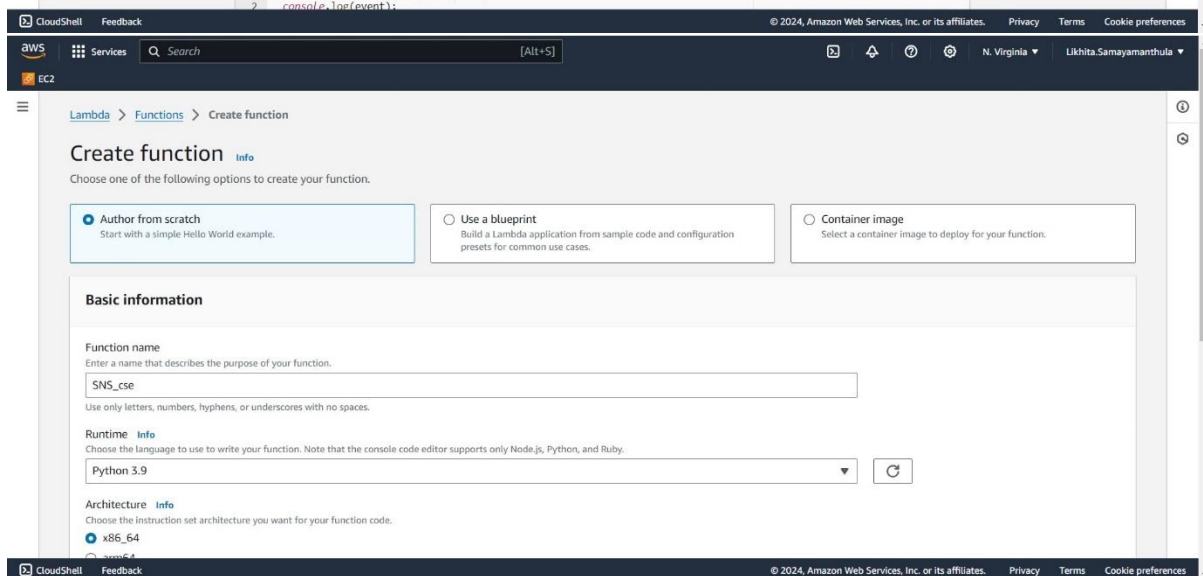 2 console.log(event);
CloudShell Feedback © 2024, Amazon Web Services, Inc. or its affiliates. Privacy Terms Cookie preferences
aws Services Search [Alt+S] N. Virginia Likhita.Samayamanthula
EC2
Lambda > Functions > Create function
Create function Info
Choose one of the following options to create your function.
Author from scratch
Start with a simple Hello World example.
Use a blueprint
Build a Lambda application from sample code and configuration
presets for common use cases.
Container image
Select a container image to deploy for your function.
Basic information
Function name
Enter a name that describes the purpose of your function.
SNS_cse
Use only letters, numbers, hyphens, or underscores with no spaces.
Runtime Info
Choose the language to use to write your function. Note that the console code editor supports only Node.js, Python, and Ruby.
Python 3.9
Architecture Info
Choose the instruction set architecture you want for your function code.
x86_64
arm64
CloudShell Feedback © 2024, Amazon Web Services, Inc. or its affiliates. Privacy Terms Cookie preferences